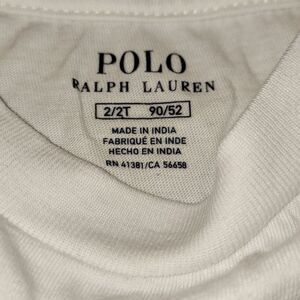 POLO
RALPH LAUREN
2/2T 90/52
MADE IN INDIA
FABRIQUÉ EN INDE
HECHO EN INDIA
RN 41381/CA 56658